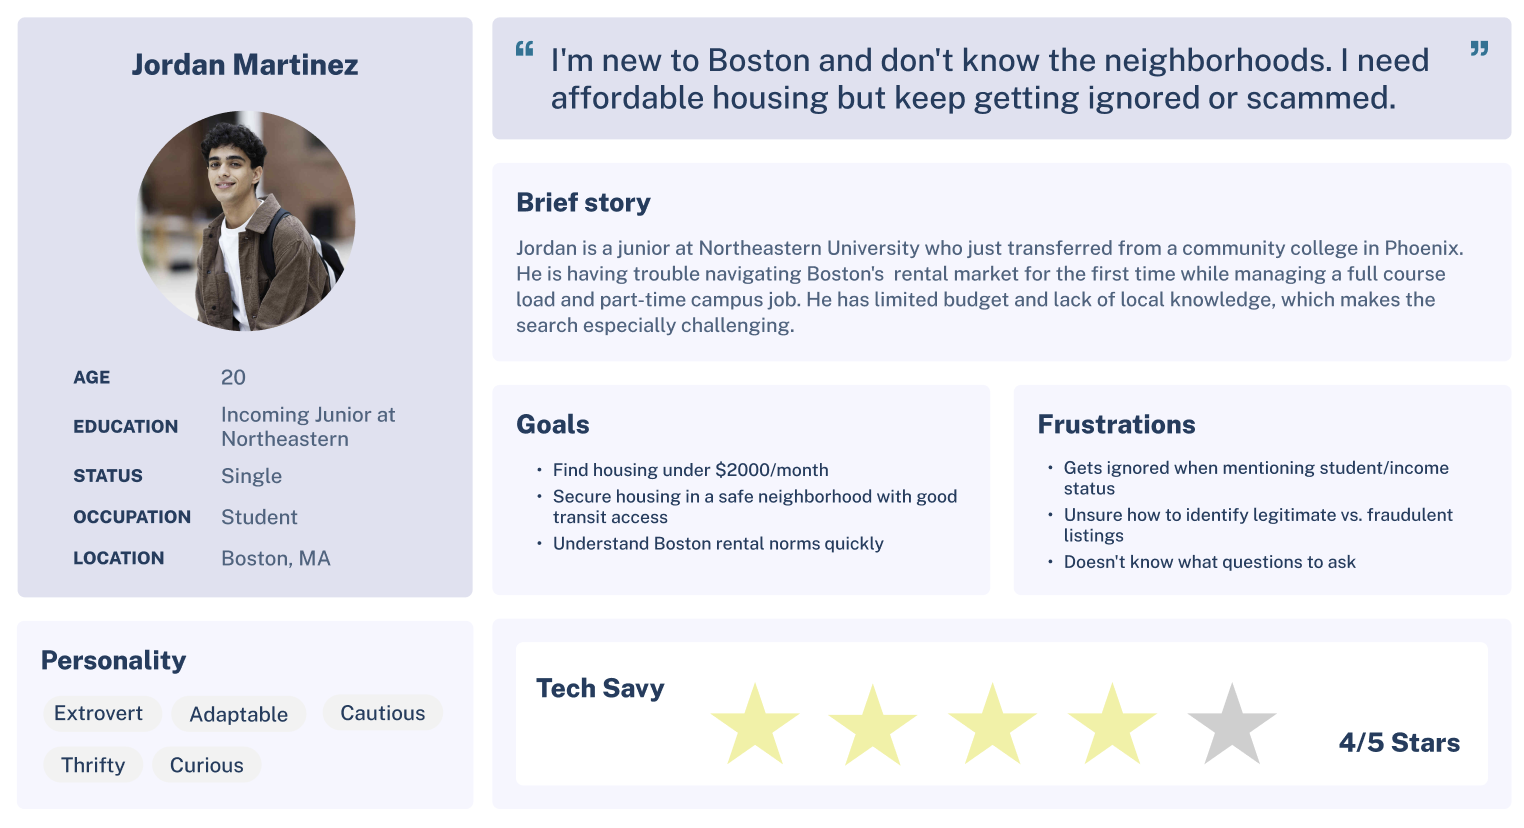 Jordan Martinez
AGE 20
EDUCATION Incoming Junior at
Northeastern
STATUS Single
OCCUPATION Student
LOCATION Boston, MA
Personality
Extrovert Adaptable Cautious
Thrifty Curious
“ I'm new to Boston and don't know the neighborhoods. I need ”
affordable housing but keep getting ignored or scammed.
Brief story
Jordan is a junior at Northeastern University who just transferred from a community college in Phoenix.
He is having trouble navigating Boston's  rental market for the first time while managing a full course
load and part-time campus job. He has limited budget and lack of local knowledge, which makes the
search especially challenging.
Goals
• Find housing under $2000/month
• Secure housing in a safe neighborhood with good
transit access
• Understand Boston rental norms quickly
Frustrations
• Gets ignored when mentioning student/income
status
• Unsure how to identify legitimate vs. fraudulent
listings
• Doesn't know what questions to ask
Tech Savy
4/5 Stars